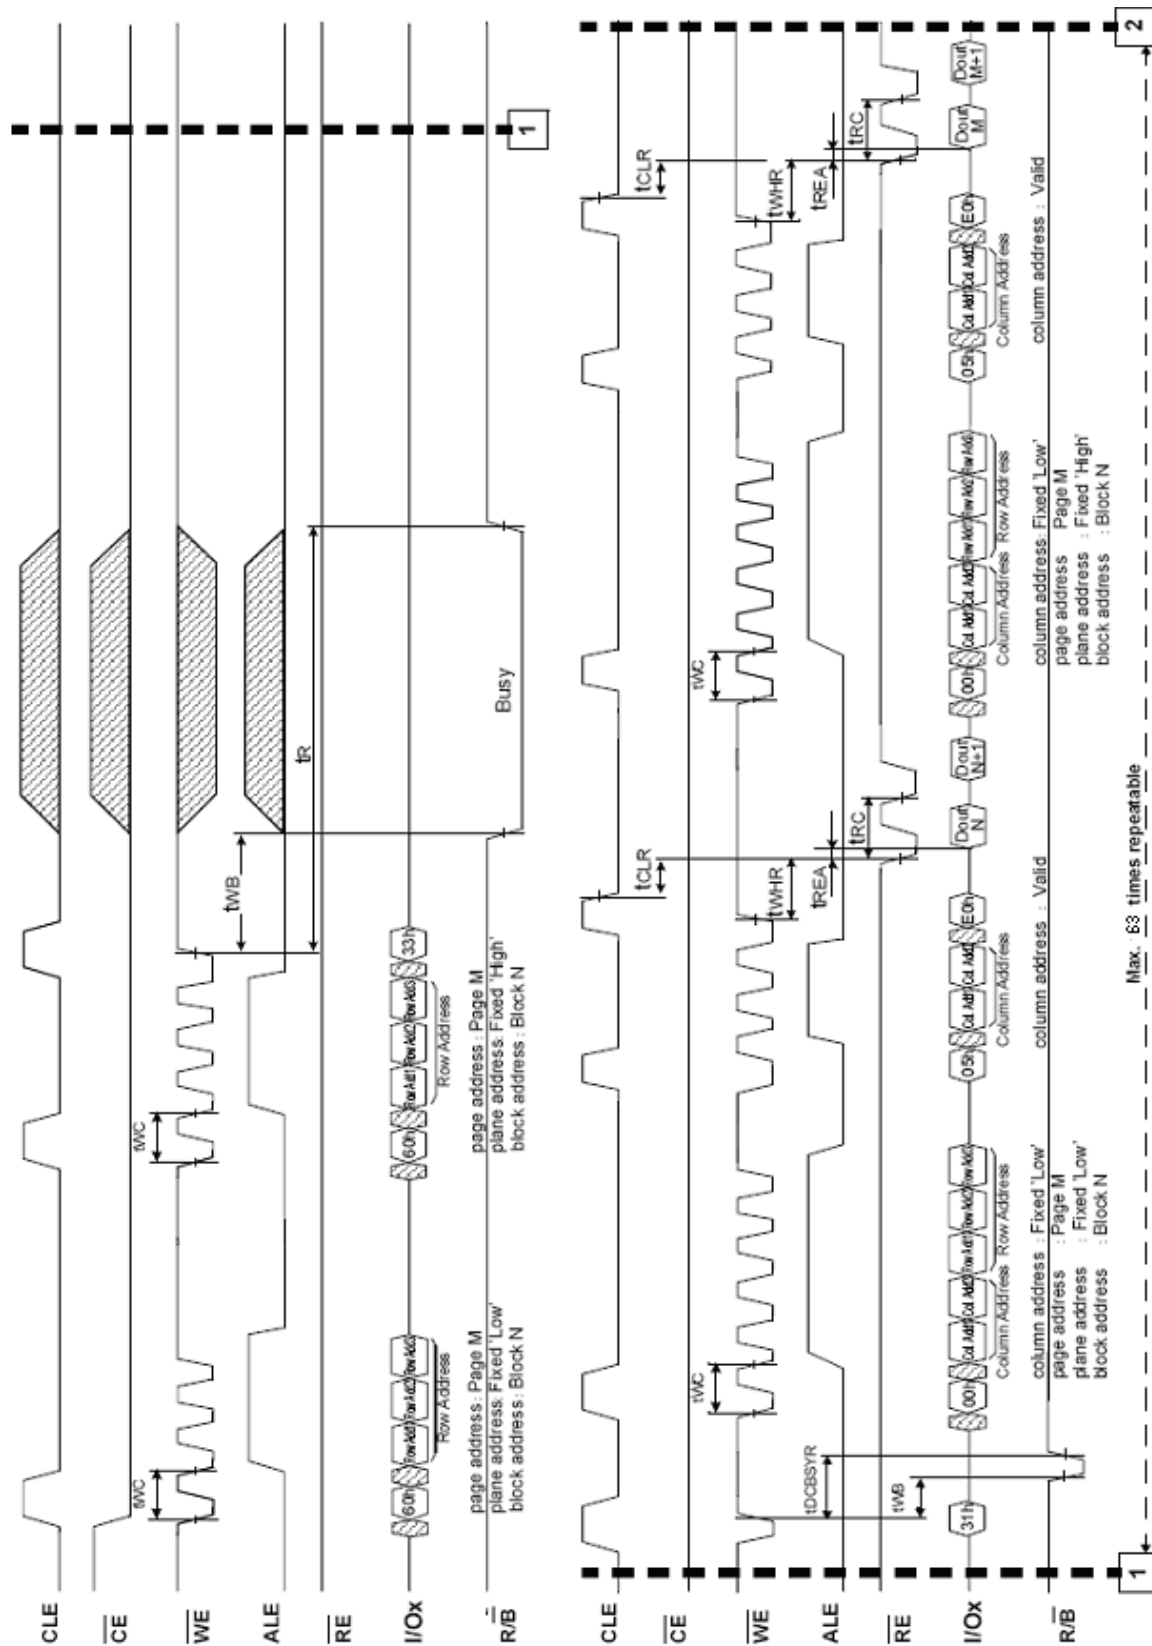 CLE
CE
tWC tWC
WE
tWB
ALE
tR
RE
I/Ox 60h Row Add1 Row Add2 Row Add3 60h Row Add1 Row Add2 Row Add3 33h
Row Address Row Address
R/B Busy
page address : Page M page address : Page M
plane address: Fixed 'Low' plane address: Fixed 'High'
block address : Block N block address : Block N
1
CLE
tCLR tCLR
CE
tWC tWC
WE
tWHR tWHR
tDCBSYR
tREA tREA
ALE
tRC tRC
tWB
RE
I/Ox 31h 00h Col. Add1 Col. Add2 Row Add1 Row Add2 Row Add3 05h Col. Add1 Col. Add2 E0h Dout N Dout N+1 00h Col. Add1 Col. Add2 Row Add1 Row Add2 Row Add3 05h Col. Add1 Col. Add2 E0h Dout M Dout M+1
Column Address Row Address Column Address Column Address Row Address Column Address
column address : Fixed 'Low' column address : Valid column address: Fixed 'Low' column address : Valid
R/B page address : Page M page address : Page M
plane address : Fixed 'Low' plane address : Fixed 'High'
block address : Block N block address : Block N
1 Max. 63 times repeatable 2